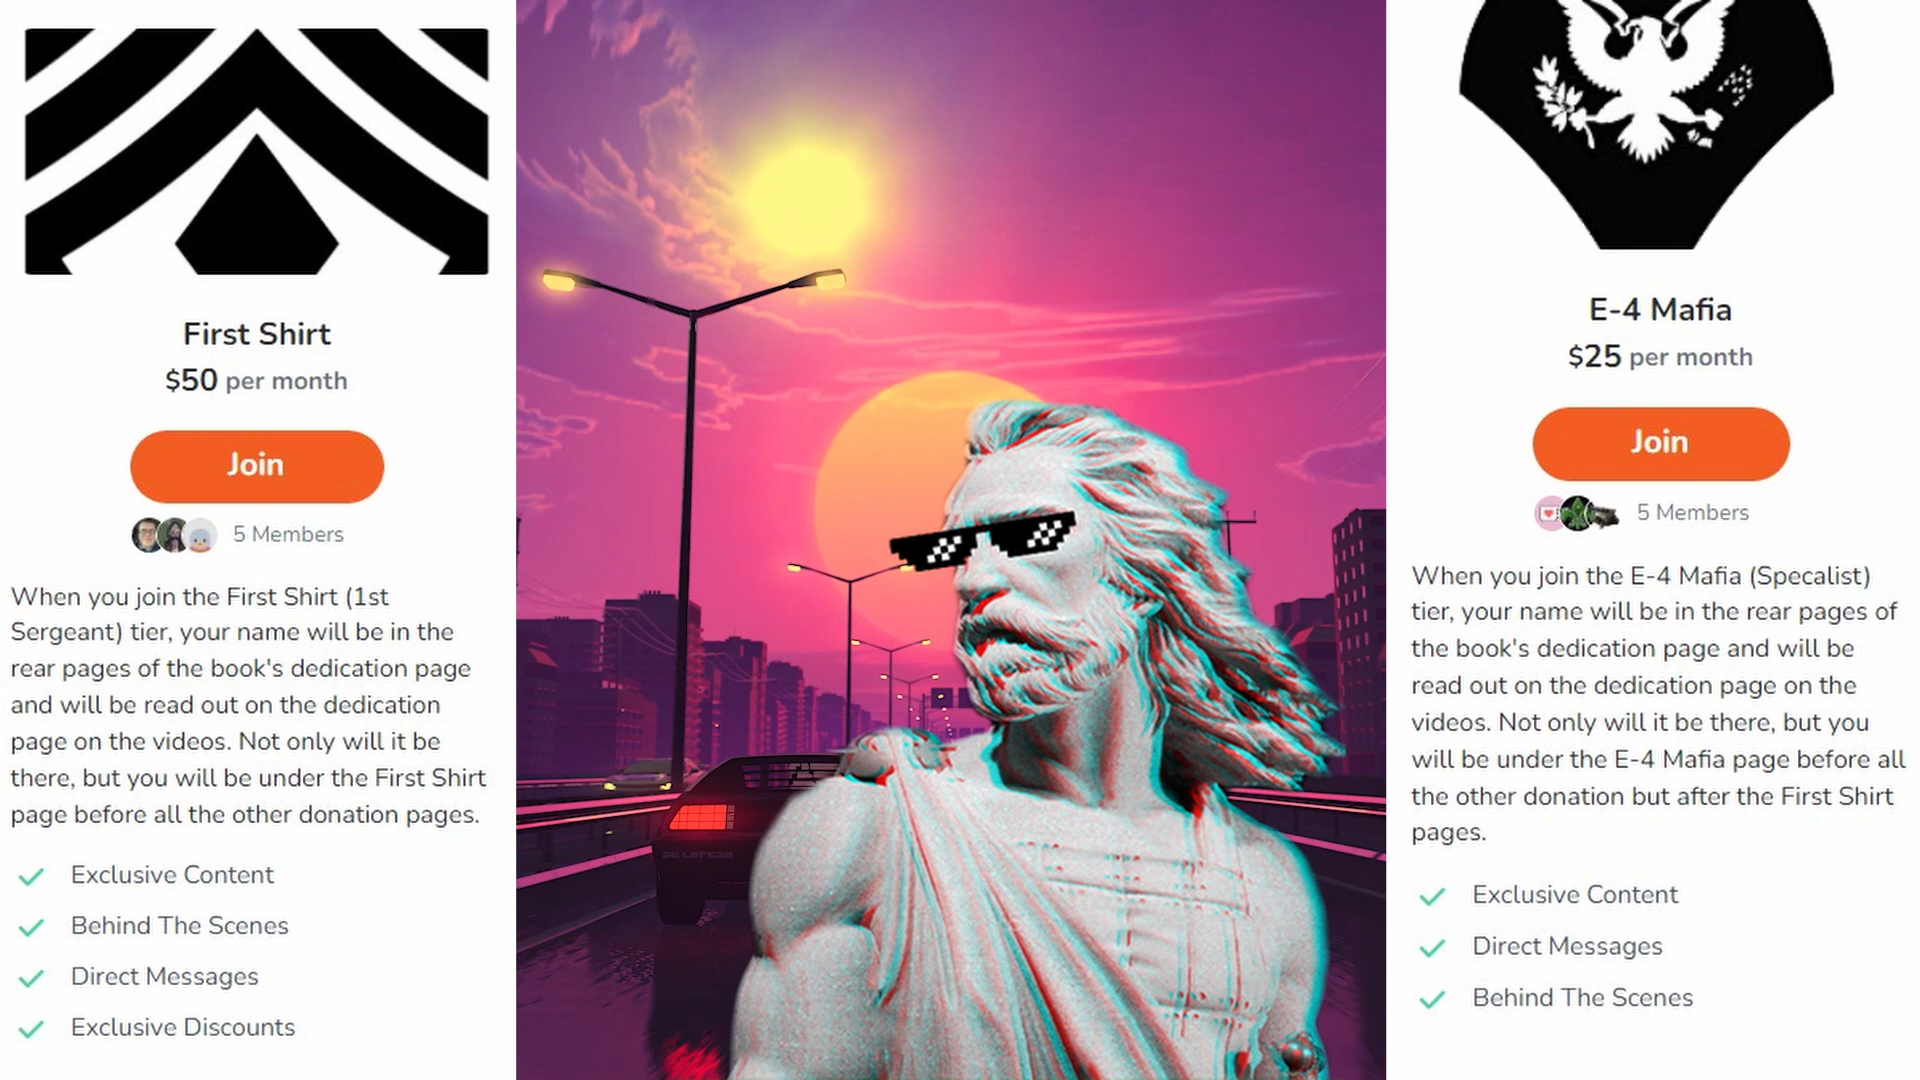 First Shirt
$50 per month
Join
5 Members
When you join the First Shirt (1st
Sergeant) tier, your name will be in the
rear pages of the book's dedication page
and will be read out on the dedication
page on the videos. Not only will it be
there, but you will be under the First Shirt
page before all the other donation pages.
Exclusive Content
Behind The Scenes
Direct Messages
Exclusive Discounts
E-4 Mafia
$25 per month
Join
5 Members
When you join the E-4 Mafia (Specalist)
tier, your name will be in the rear pages of
the book's dedication page and will be
read out on the dedication page on the
videos. Not only will it be there, but you
will be under the E-4 Mafia page before all
the other donation but after the First Shirt
pages.
Exclusive Content
Direct Messages
Behind The Scenes